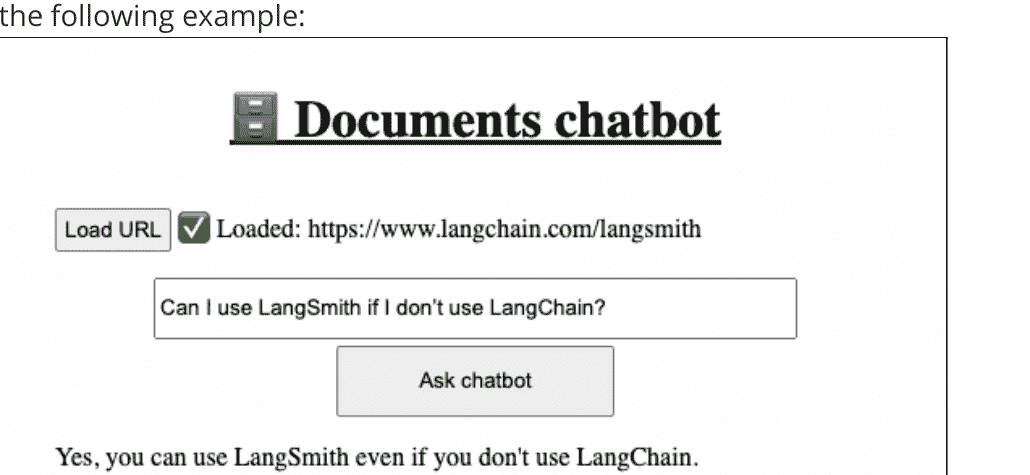 the following example:
Documents chatbot
Load URL ✅ Loaded: https://www.langchain.com/langsmith
Can I use LangSmith if I don't use LangChain?
Ask chatbot
Yes, you can use LangSmith even if you don't use LangChain.